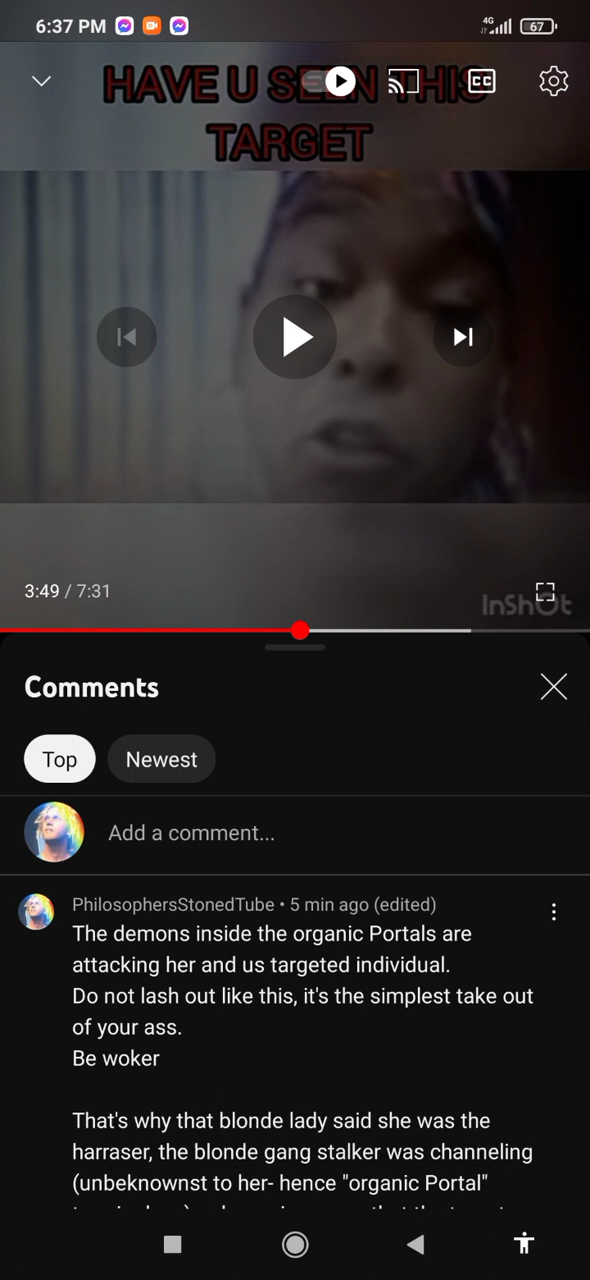 6:37 PM
4G
67
HAVE U SEEN THIS
CC
TARGET
3:49 / 7:31
InShOt
Comments
Top
Newest
Add a comment...
PhilosophersStonedTube • 5 min ago (edited)
The demons inside the organic Portals are
attacking her and us targeted individual.
Do not lash out like this, it's the simplest take out
of your ass.
Be woker
That's why that blonde lady said she was the
harraser, the blonde gang stalker was channeling
(unbeknownst to her- hence "organic Portal"